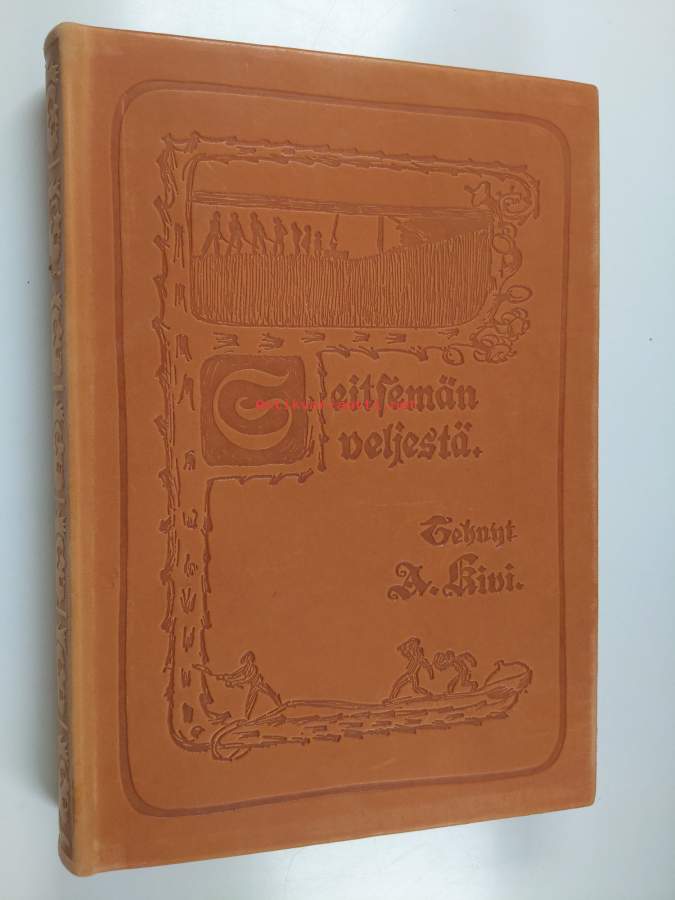 Seitsemän
veljestä.
Tehnyt
A. Kivi.